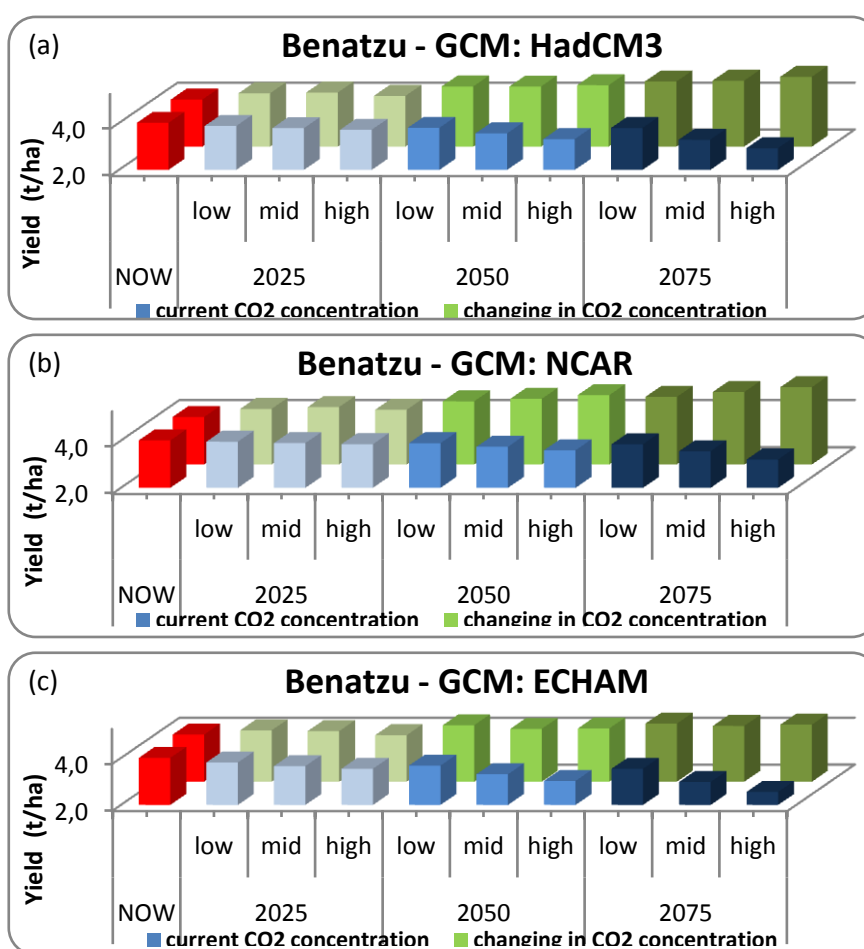 (a) Benatzu - GCM: HadCM3
Yield (t/ha)
4,0
2,0
low mid high low mid high low mid high
NOW 2025 2050 2075
current CO2 concentration changing in CO2 concentration
(b) Benatzu - GCM: NCAR
Yield (t/ha)
4,0
2,0
low mid high low mid high low mid high
NOW 2025 2050 2075
current CO2 concentration changing in CO2 concentration
(c) Benatzu - GCM: ECHAM
Yield (t/ha)
4,0
2,0
low mid high low mid high low mid high
NOW 2025 2050 2075
current CO2 concentration changing in CO2 concentration